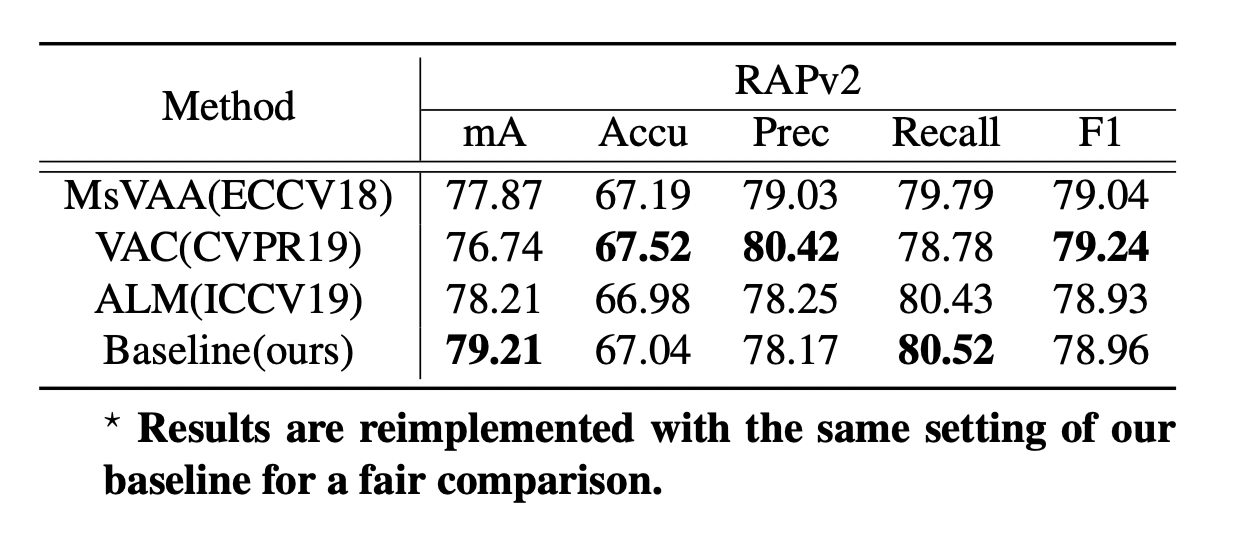 RAPv2
Method
mA Accu Prec Recall F1
MsVAA(ECCV18) 77.87 67.19 79.03 79.79 79.04
VAC(CVPR19) 76.74 67.52 80.42 78.78 79.24
ALM(ICCV19) 78.21 66.98 78.25 80.43 78.93
Baseline(ours) 79.21 67.04 78.17 80.52 78.96
* Results are reimplemented with the same setting of our
baseline for a fair comparison.